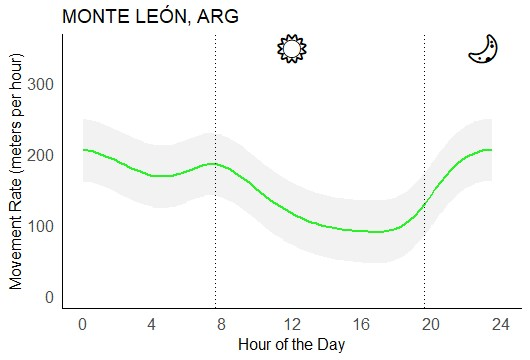 MONTE LEÓN, ARG
Movement Rate (meters per hour)
300
200
100
0
0 4 8 12 16 20 24
Hour of the Day